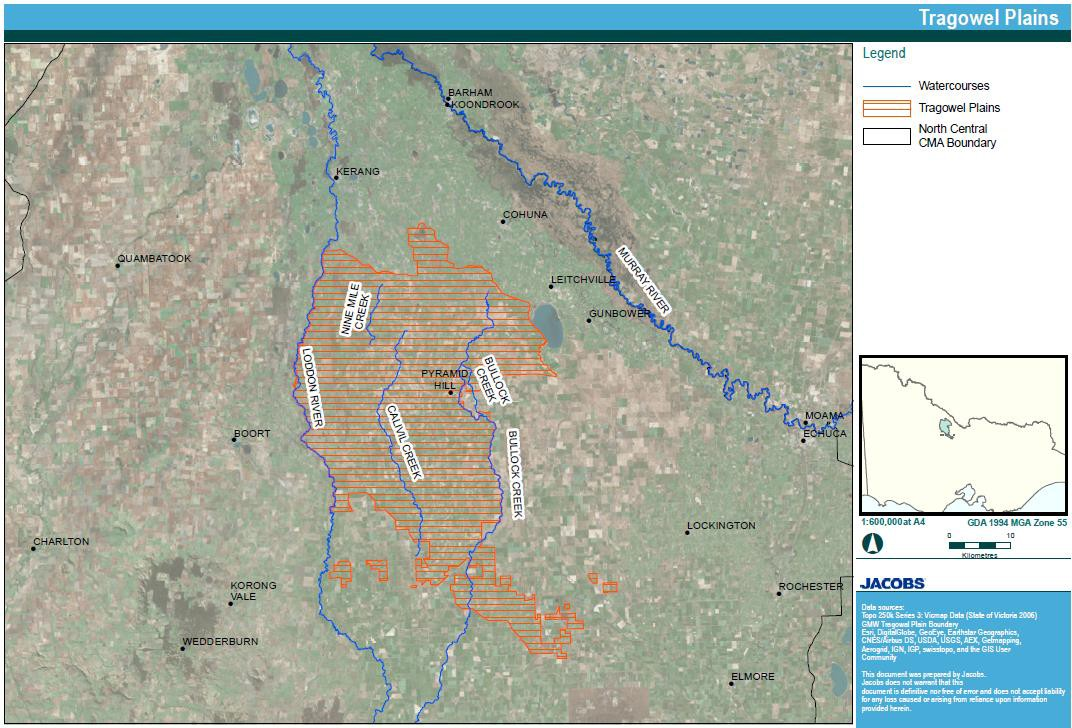 Tragowel Plains
Legend
Watercourses
Tragowel Plains
North Central
CMA Boundary
BARHAM
KOONDROOK
KERANG
COHUNA
QUAMBATOOK
LEITCHVILLE
MURRAY RIVER
GUNBOWER
NINE MILE
CREEK
LODDON RIVER
PYRAMID
HILL
BULLOCK
CREEK
CALIVIL CREEK
BULLOCK CREEK
BOORT
MOAMA
ECHUCA
LOCKINGTON
CHARLTON
KORONG
VALE
ROCHESTER
WEDDERBURN
ELMORE
1:600,000 at A4
GDA 1994 MGA Zone 55
0 10
Kilometres
JACOBS
Data sources:
Topo 250k Series 3: Vicmap Data (State of Victoria 2006)
GMW Tragowal Plain Boundary
Esri, DigitalGlobe, GeoEye, Earthstar Geographics,
CNES/Airbus DS, USDA, USGS, AEX, Getmapping,
Aerogrid, IGN, IGP, swisstopo, and the GIS User
Community
This document was prepared by Jacobs.
Jacobs does not warrant that this
document is definitive nor free of error and does not accept liability
for any loss caused or arising from reliance upon information
provided herein.